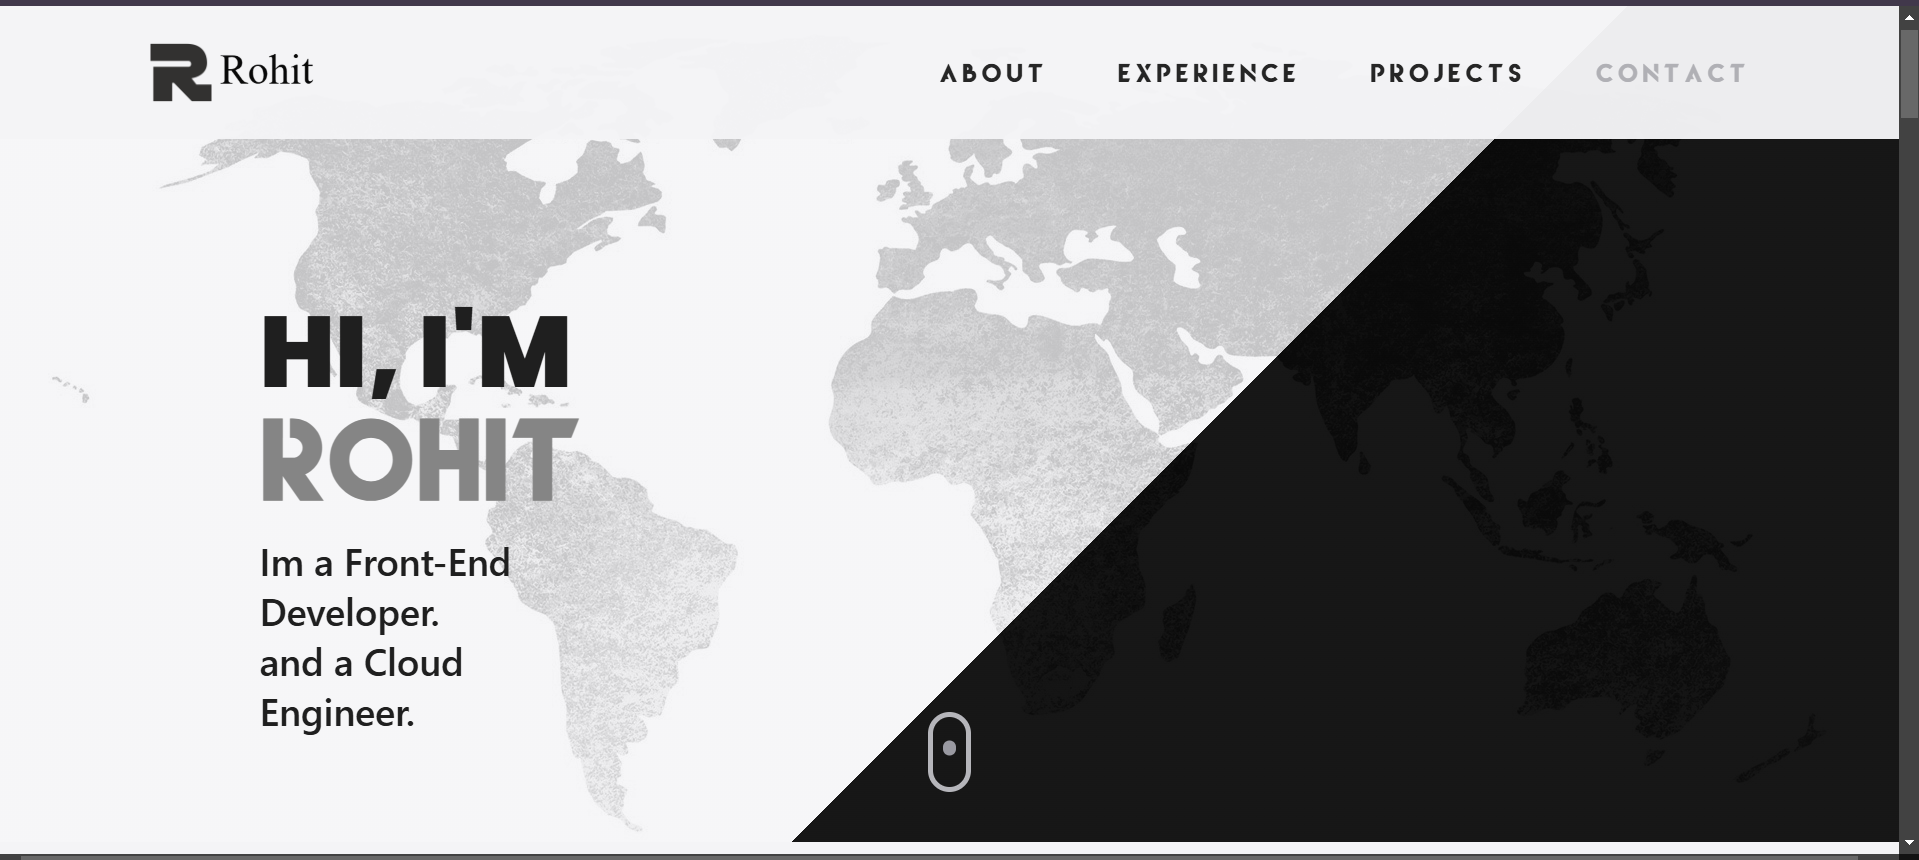 R Rohit
ABOUT EXPERIENCE PROJECTS CONTACT
HI, I'M
ROHIT
Im a Front-End
Developer.
and a Cloud
Engineer.